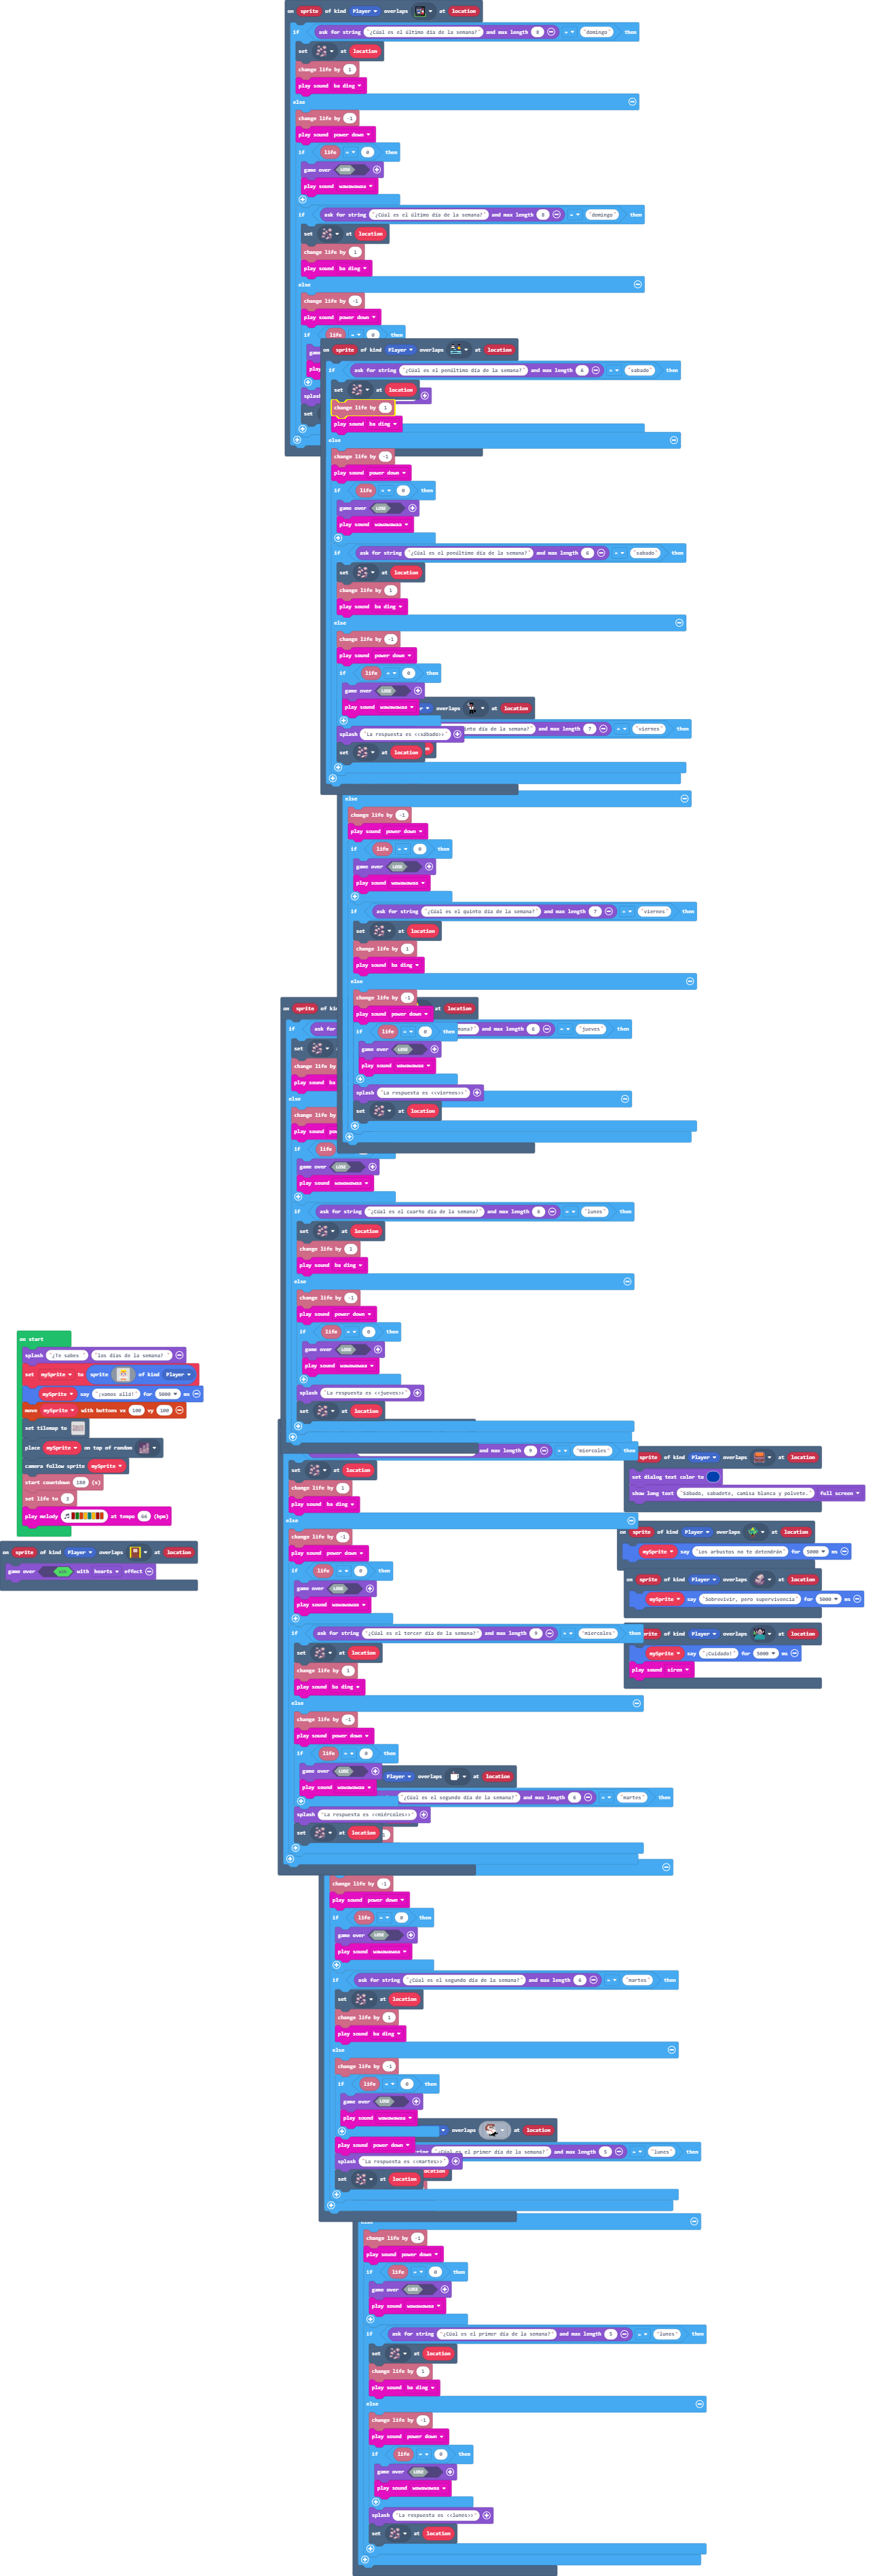 on sprite of kind Player overlaps at location
if ask for string "¿Cúal es el último día de la semana?" and max length 8 = "domingo" then
set at location
change life by 1
play sound ba ding
else
change life by -1
play sound power down
if life = 0 then
game over LOSE
play sound wawawawaa
if ask for string "¿Cúal es el último día de la semana?" and max length 8 = "domingo" then
set at location
change life by 1
play sound ba ding
else
change life by -1
play sound power down
if life = 0 then
on sprite of kind Player overlaps at location
if ask for string "¿Cúal es el penúltimo día de la semana?" and max length 6 = "sabado" then
set at location
change life by 1
play sound ba ding
else
change life by -1
play sound power down
if life = 0 then
game over LOSE
play sound wawawawaa
if ask for string "¿Cúal es el penúltimo día de la semana?" and max length 6 = "sabado" then
set at location
change life by 1
play sound ba ding
else
change life by -1
play sound power down
if life = 0 then
game over LOSE
play sound wawawawaa
overlaps at location
splash "La respuesta es <<sábado>>"
día de la semana?" and max length 7 = "viernes" then
set at location
else
change life by -1
play sound power down
if life = 0 then
game over LOSE
play sound wawawawaa
if ask for string "¿Cúal es el quinto día de la semana?" and max length 7 = "viernes" then
set at location
change life by 1
play sound ba ding
else
change life by -1
play sound power down
if life = 0 then
game over LOSE
play sound wawawawaa
splash "La respuesta es <<viernes>>"
set at location
on sprite of at location
if ask for and max length 6 = "jueves" then
set
change life by
play sound ba
else
change life by
play sound
if life
game over LOSE
play sound wawawawaa
if ask for string "¿Cúal es el cuarto día de la semana?" and max length 6 = "lunes" then
set at location
change life by 1
play sound ba ding
else
change life by -1
play sound power down
if life = 0 then
game over LOSE
play sound wawawawaa
splash "La respuesta es <<jueves>>"
set at location
on start
splash "¿Te sabes " "los días de la semana? "
set mySprite to sprite of kind Player
mySprite say "¡vamos allá!" for 5000 ms
move mySprite with buttons vx 100 vy 100
set tilemap to
place mySprite on top of random
camera follow sprite mySprite
start countdown 180 (s)
set life to 3
play melody at tempo 66 (bpm)
on sprite of kind Player overlaps at location
game over WIN with hearts effect
and max length 9 = "miercoles" then
set at location
change life by 1
play sound ba ding
else
change life by -1
play sound power down
if life = 0 then
game over LOSE
play sound wawawawaa
if ask for string "¿Cúal es el tercer día de la semana?" and max length 9 = "miercoles" then
set at location
change life by 1
play sound ba ding
else
change life by -1
play sound power down
if life = 0 then
game over LOSE
play sound wawawawaa
splash "La respuesta es <<miércoles>>"
set at location
sprite of kind Player overlaps at location
set dialog text color to
show long text "Sábado, sabadete, camisa blanca y polvete." full screen
on sprite of kind Player overlaps at location
mySprite say "Los arbustos no te detendrán" for 5000 ms
on sprite of kind Player overlaps at location
mySprite say "Sobrevivir, pero supervivencia" for 5000 ms
sprite of kind Player overlaps at location
mySprite say "¡Cuidado!" for 5000 ms
play sound siren
Player overlaps at location
"¿Cúal es el segundo día de la semana?" and max length 6 = "martes" then
change life by -1
play sound power down
if life = 0 then
game over LOSE
play sound wawawawaa
if ask for string "¿Cúal es el segundo día de la semana?" and max length 6 = "martes" then
set at location
change life by 1
play sound ba ding
else
change life by -1
if life = 0 then
game over LOSE
play sound wawawawaa
play sound power down
splash "La respuesta es <<martes>>"
set at location
overlaps at location
"¿Cúal es el primer día de la semana?" and max length 5 = "lunes" then
else
change life by -1
play sound power down
if life = 0 then
game over LOSE
play sound wawawawaa
if ask for string "¿Cúal es el primer día de la semana?" and max length 5 = "lunes" then
set at location
change life by 1
play sound ba ding
else
change life by -1
play sound power down
if life = 0 then
game over LOSE
play sound wawawawaa
splash "La respuesta es <<lunes>>"
set at location